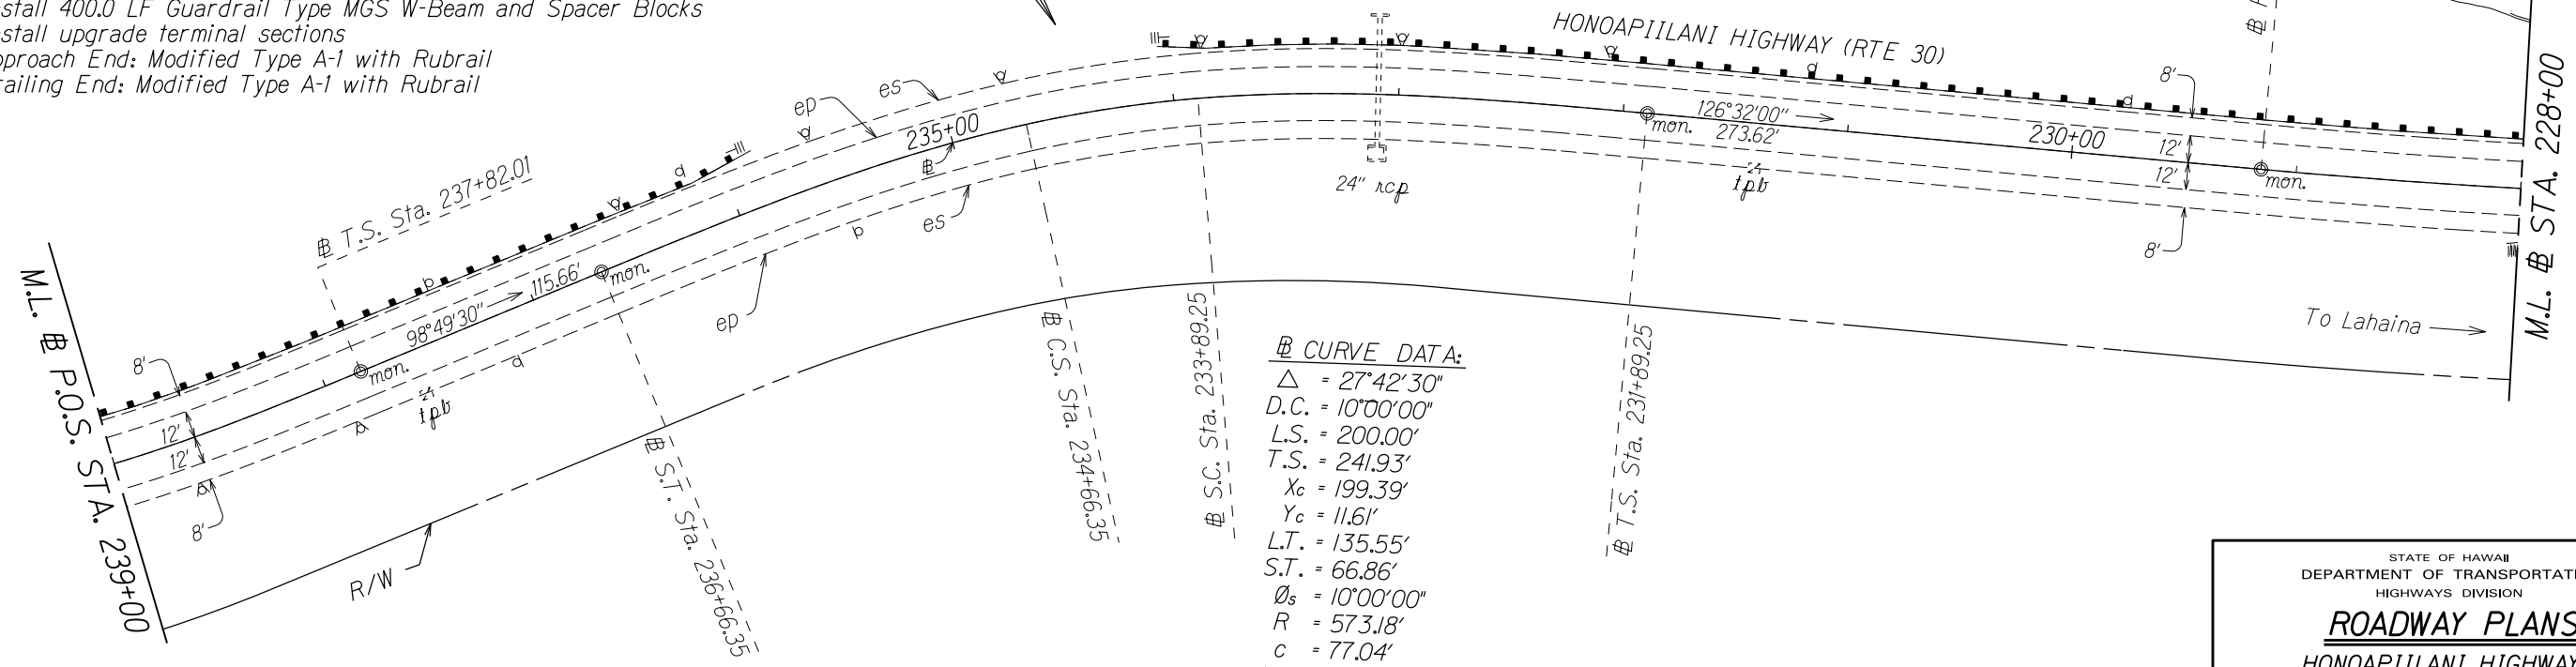 stall 400.0 LF Guardrail Type MGS W-Beam and Spacer Blocks
stall upgrade terminal sections
proach End: Modified Type A-1 with Rubrail
ailing End: Modified Type A-1 with Rubrail
HONOAPIILANI HIGHWAY (RTE 30)
8'
M.L. B STA. 228+00
es
ep
235+00
B
126°32'00"
273.62'
mon.
230+00
12'
12'
mon.
8'
24" rcp
tpb
B T.S. Sta. 237+82.01
98°49'30"
115.66'
mon.
mon.
es
ep
8'
12'
12'
8'
tpb
M.L. B P.O.S. STA. 239+00
R/W
B S.T. Sta. 236+66.35
B C.S. Sta. 234+66.35
B S.C. Sta. 233+89.25
B T.S. Sta. 231+89.25
To Lahaina
B CURVE DATA:
△ = 27°42'30"
D.C. = 10°00'00"
L.S. = 200.00'
T.S. = 241.93'
Xc = 199.39'
Yc = 11.61'
L.T. = 135.55'
S.T. = 66.86'
Øs = 10°00'00"
R = 573.18'
c = 77.04'
STATE OF HAWAII
DEPARTMENT OF TRANSPORTATI
HIGHWAYS DIVISION
ROADWAY PLANS
HONOAPIILANI HIGHWAY